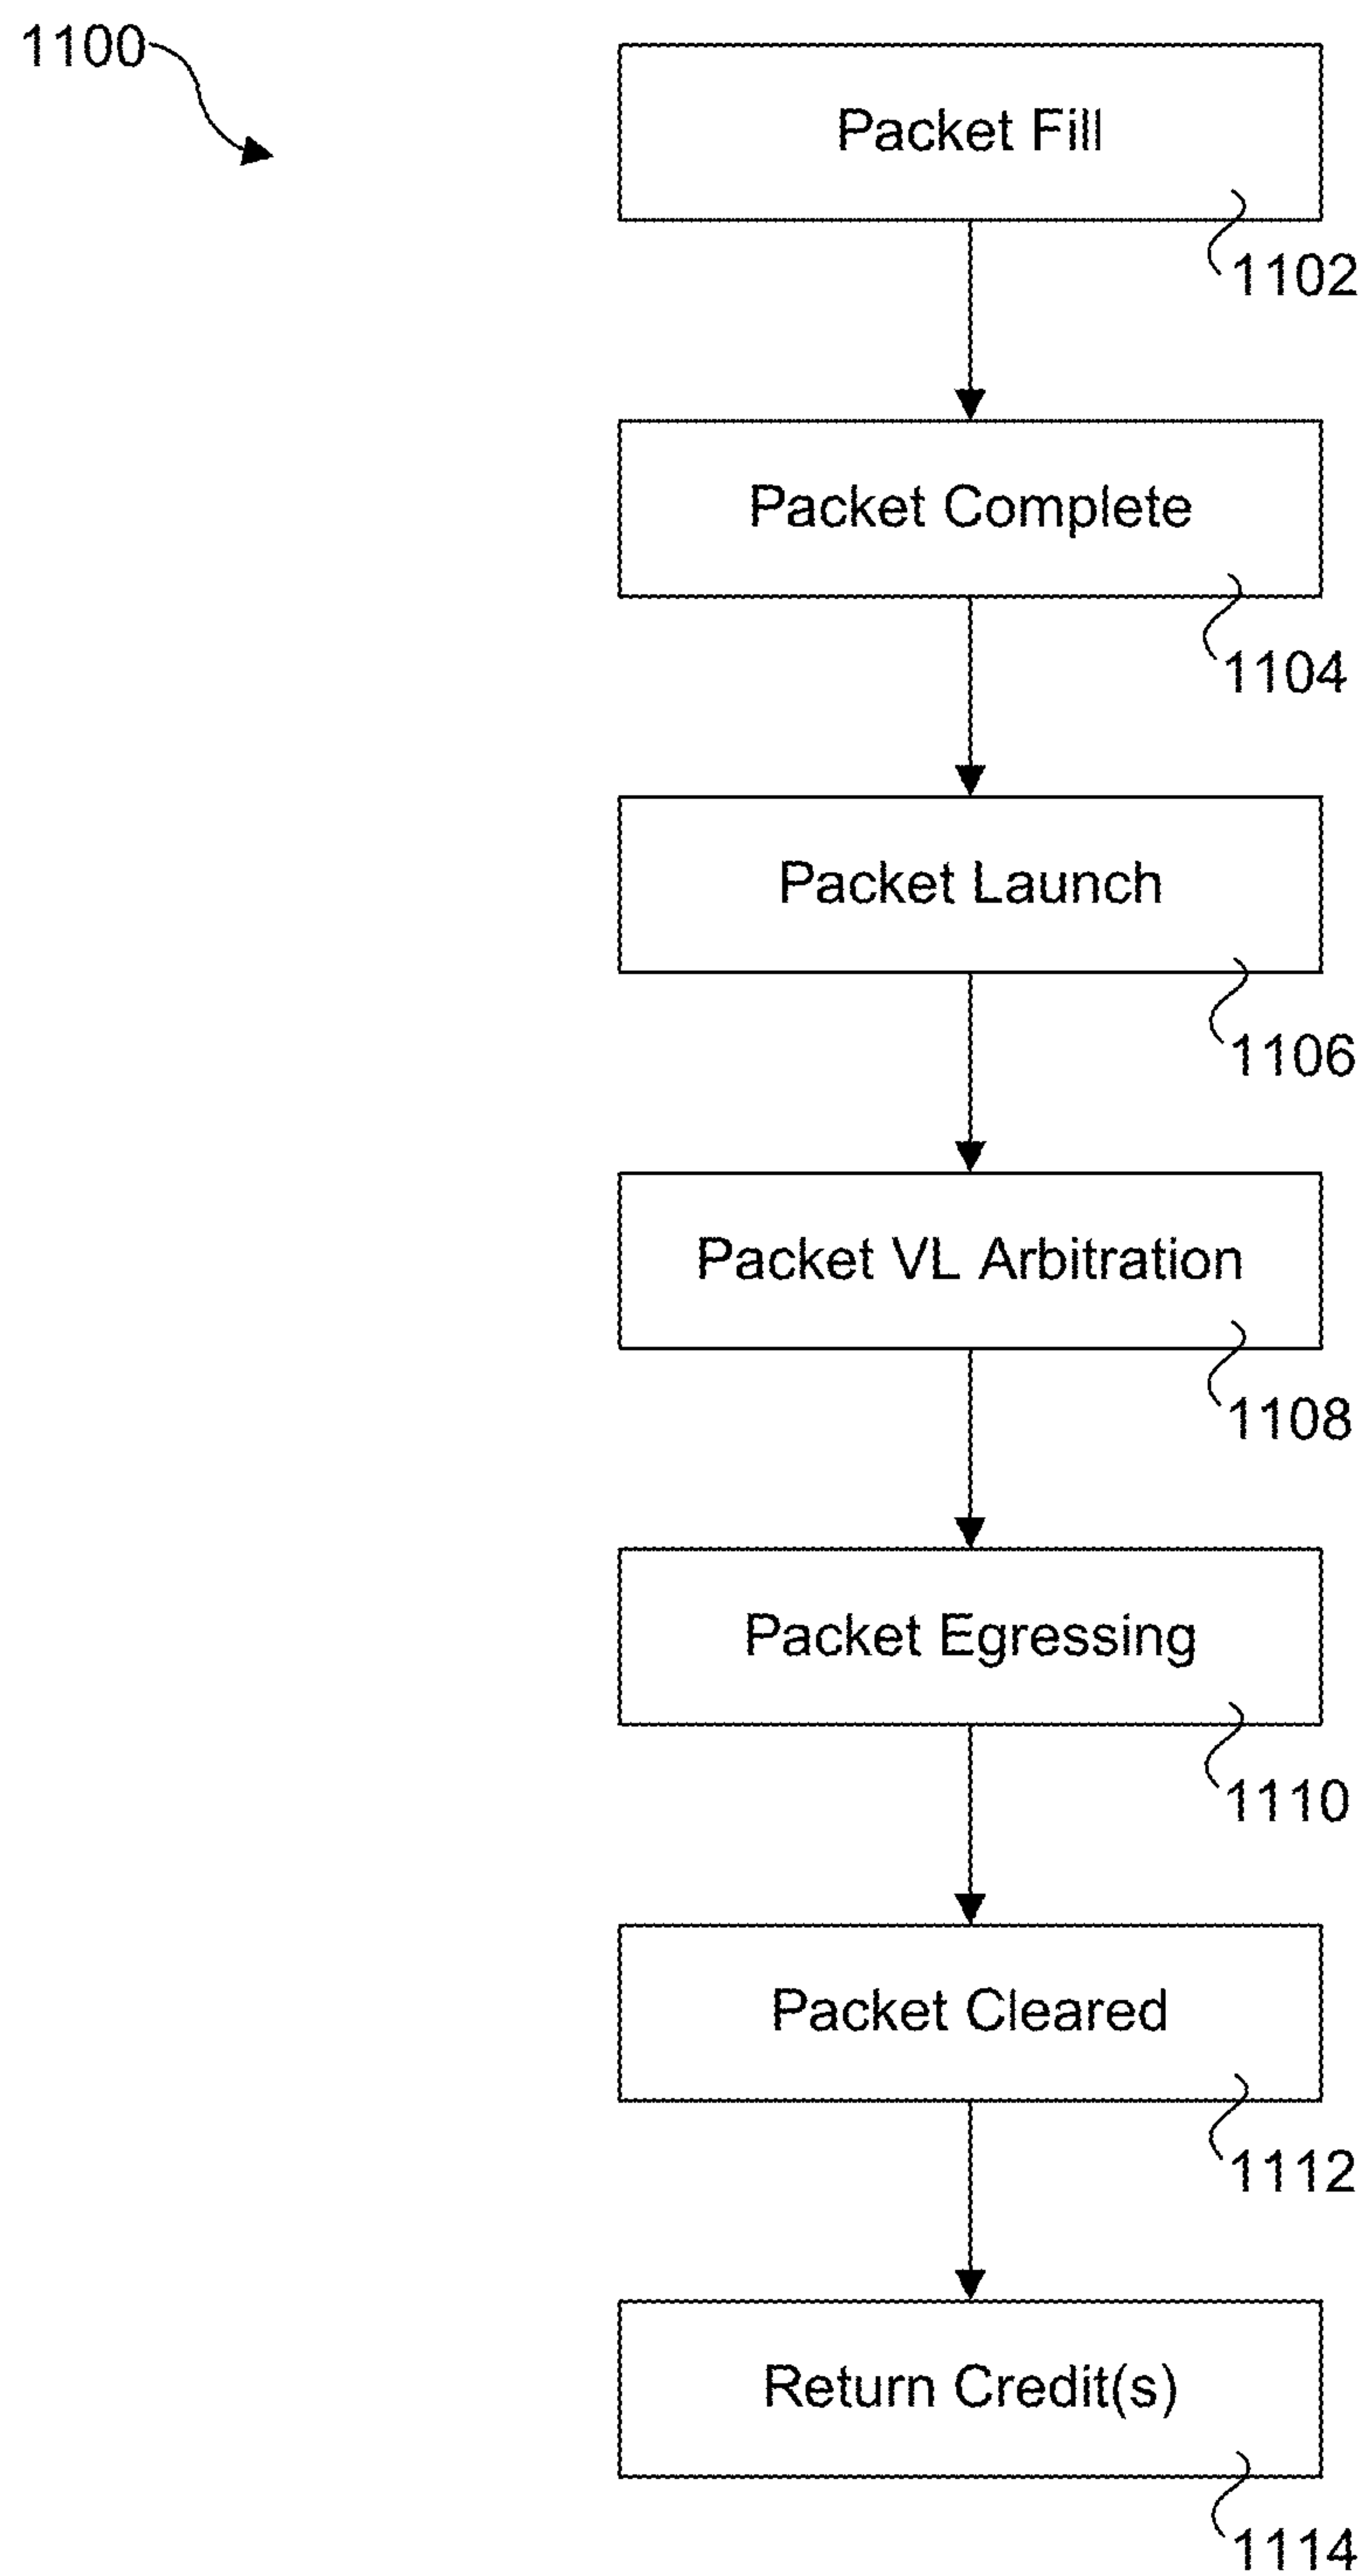 1100
Packet Fill
1102
Packet Complete
1104
Packet Launch
1106
Packet VL Arbitration
1108
Packet Egressing
1110
Packet Cleared
1112
Return Credit(s)
1114